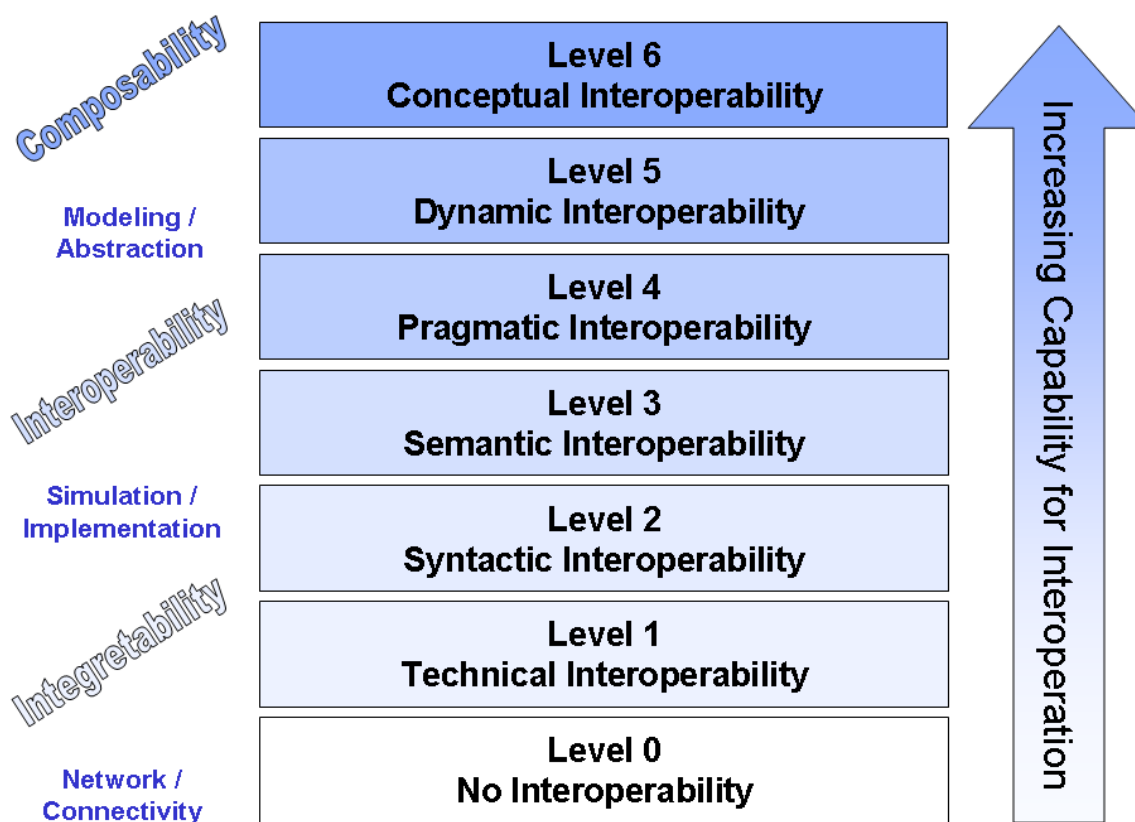 Composability
Modeling /
Abstraction
Interoperability
Simulation /
Implementation
Integretability
Network /
Connectivity
Level 6
Conceptual Interoperability
Level 5
Dynamic Interoperability
Level 4
Pragmatic Interoperability
Level 3
Semantic Interoperability
Level 2
Syntactic Interoperability
Level 1
Technical Interoperability
Level 0
No Interoperability
Increasing Capability for Interoperation